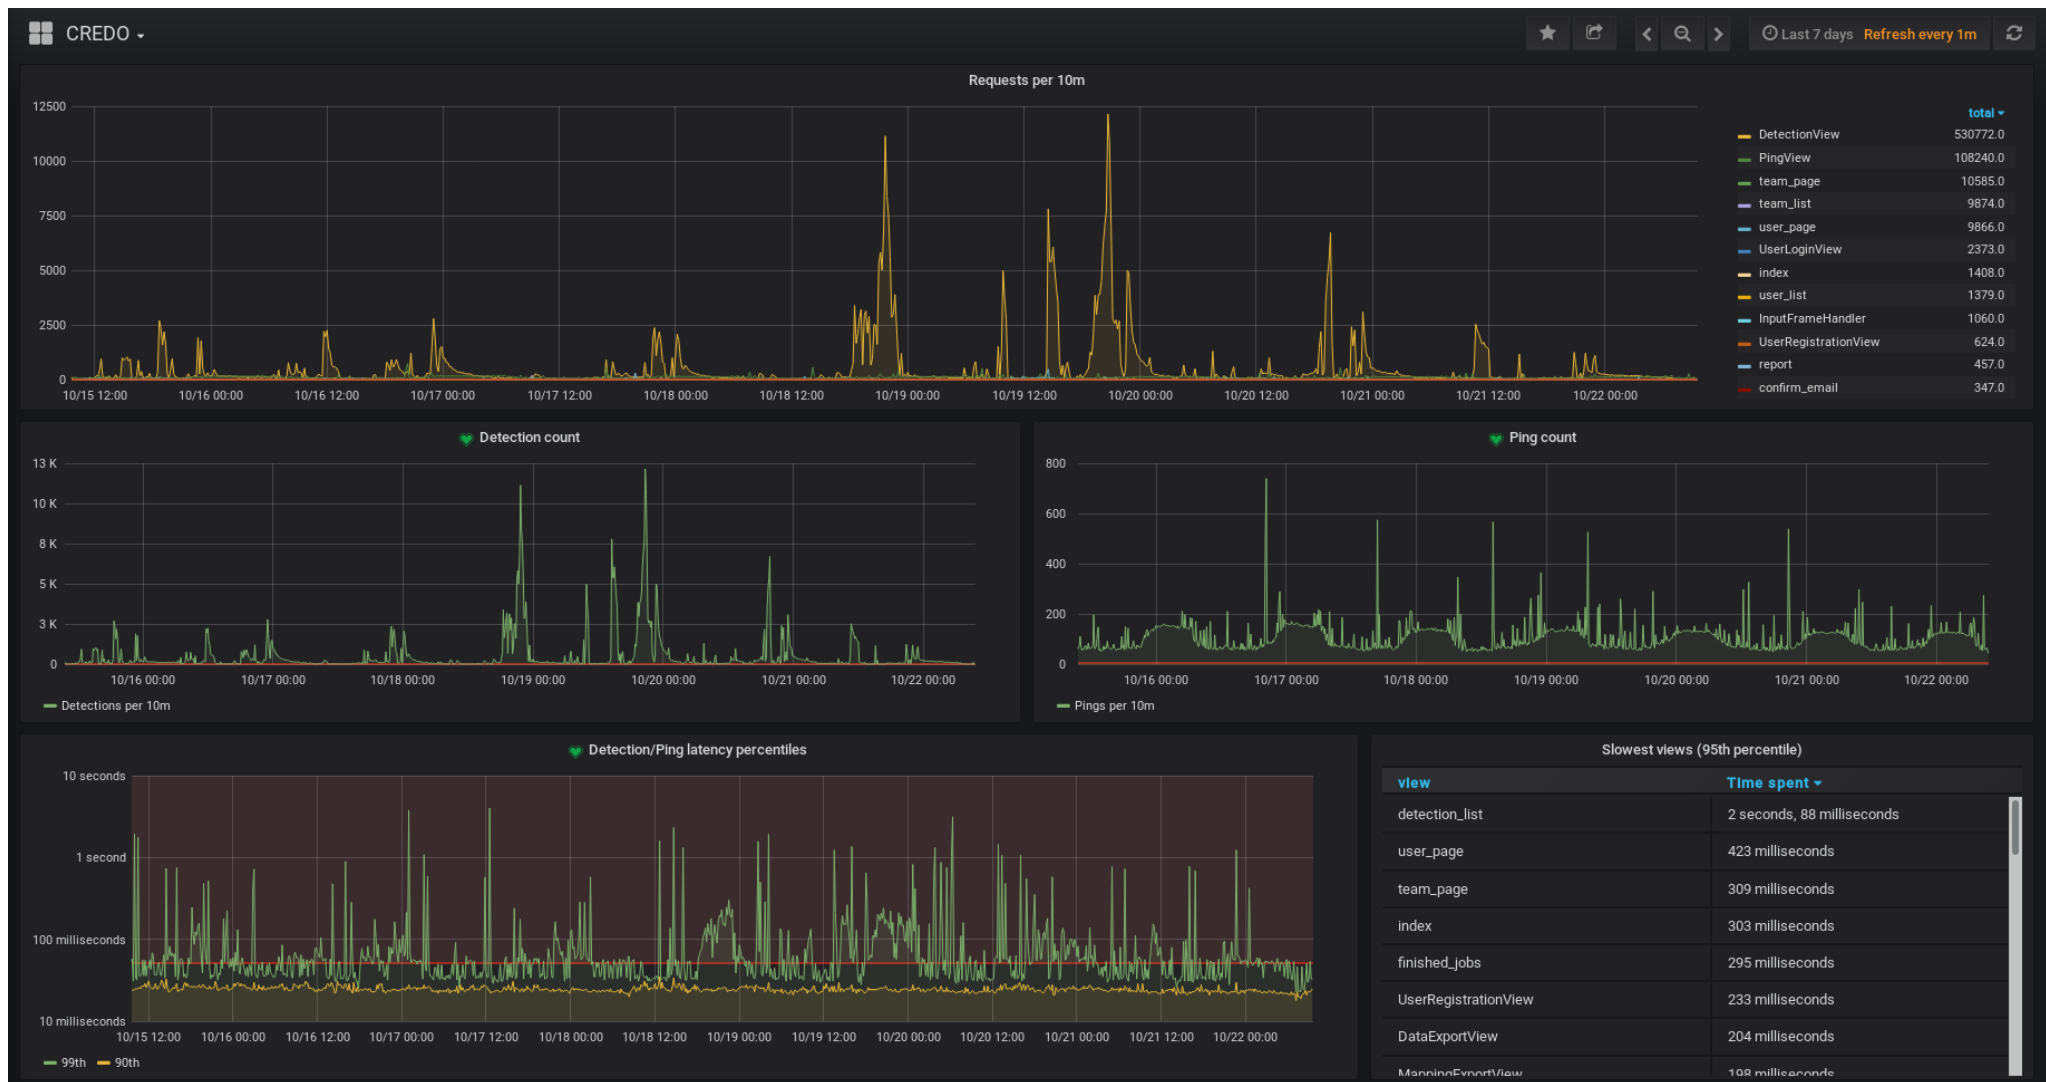 CREDO
Last 7 days Refresh every 1m
Requests per 10m
12500
10000
7500
5000
2500
0
10/15 12:00 10/16 00:00 10/16 12:00 10/17 00:00 10/17 12:00 10/18 00:00 10/18 12:00 10/19 00:00 10/19 12:00 10/20 00:00 10/20 12:00 10/21 00:00 10/21 12:00 10/22 00:00
total
DetectionView 530772.0
PingView 108240.0
team_page 10585.0
team_list 9874.0
user_page 9866.0
UserLoginView 2373.0
index 1408.0
user_list 1379.0
InputFrameHandler 1060.0
UserRegistrationView 624.0
report 457.0
confirm_email 347.0
Detection count
13 K
10 K
8 K
5 K
3 K
0
10/16 00:00 10/17 00:00 10/18 00:00 10/19 00:00 10/20 00:00 10/21 00:00 10/22 00:00
Detections per 10m
Ping count
800
600
400
200
0
10/16 00:00 10/17 00:00 10/18 00:00 10/19 00:00 10/20 00:00 10/21 00:00 10/22 00:00
Pings per 10m
Detection/Ping latency percentiles
10 seconds
1 second
100 milliseconds
10 milliseconds
10/15 12:00 10/16 00:00 10/16 12:00 10/17 00:00 10/17 12:00 10/18 00:00 10/18 12:00 10/19 00:00 10/19 12:00 10/20 00:00 10/20 12:00 10/21 00:00 10/21 12:00 10/22 00:00
99th 90th
Slowest views (95th percentile)
view Time spent
detection_list 2 seconds, 88 milliseconds
user_page 423 milliseconds
team_page 309 milliseconds
index 303 milliseconds
finished_jobs 295 milliseconds
UserRegistrationView 233 milliseconds
DataExportView 204 milliseconds
MappingExportView 198 milliseconds